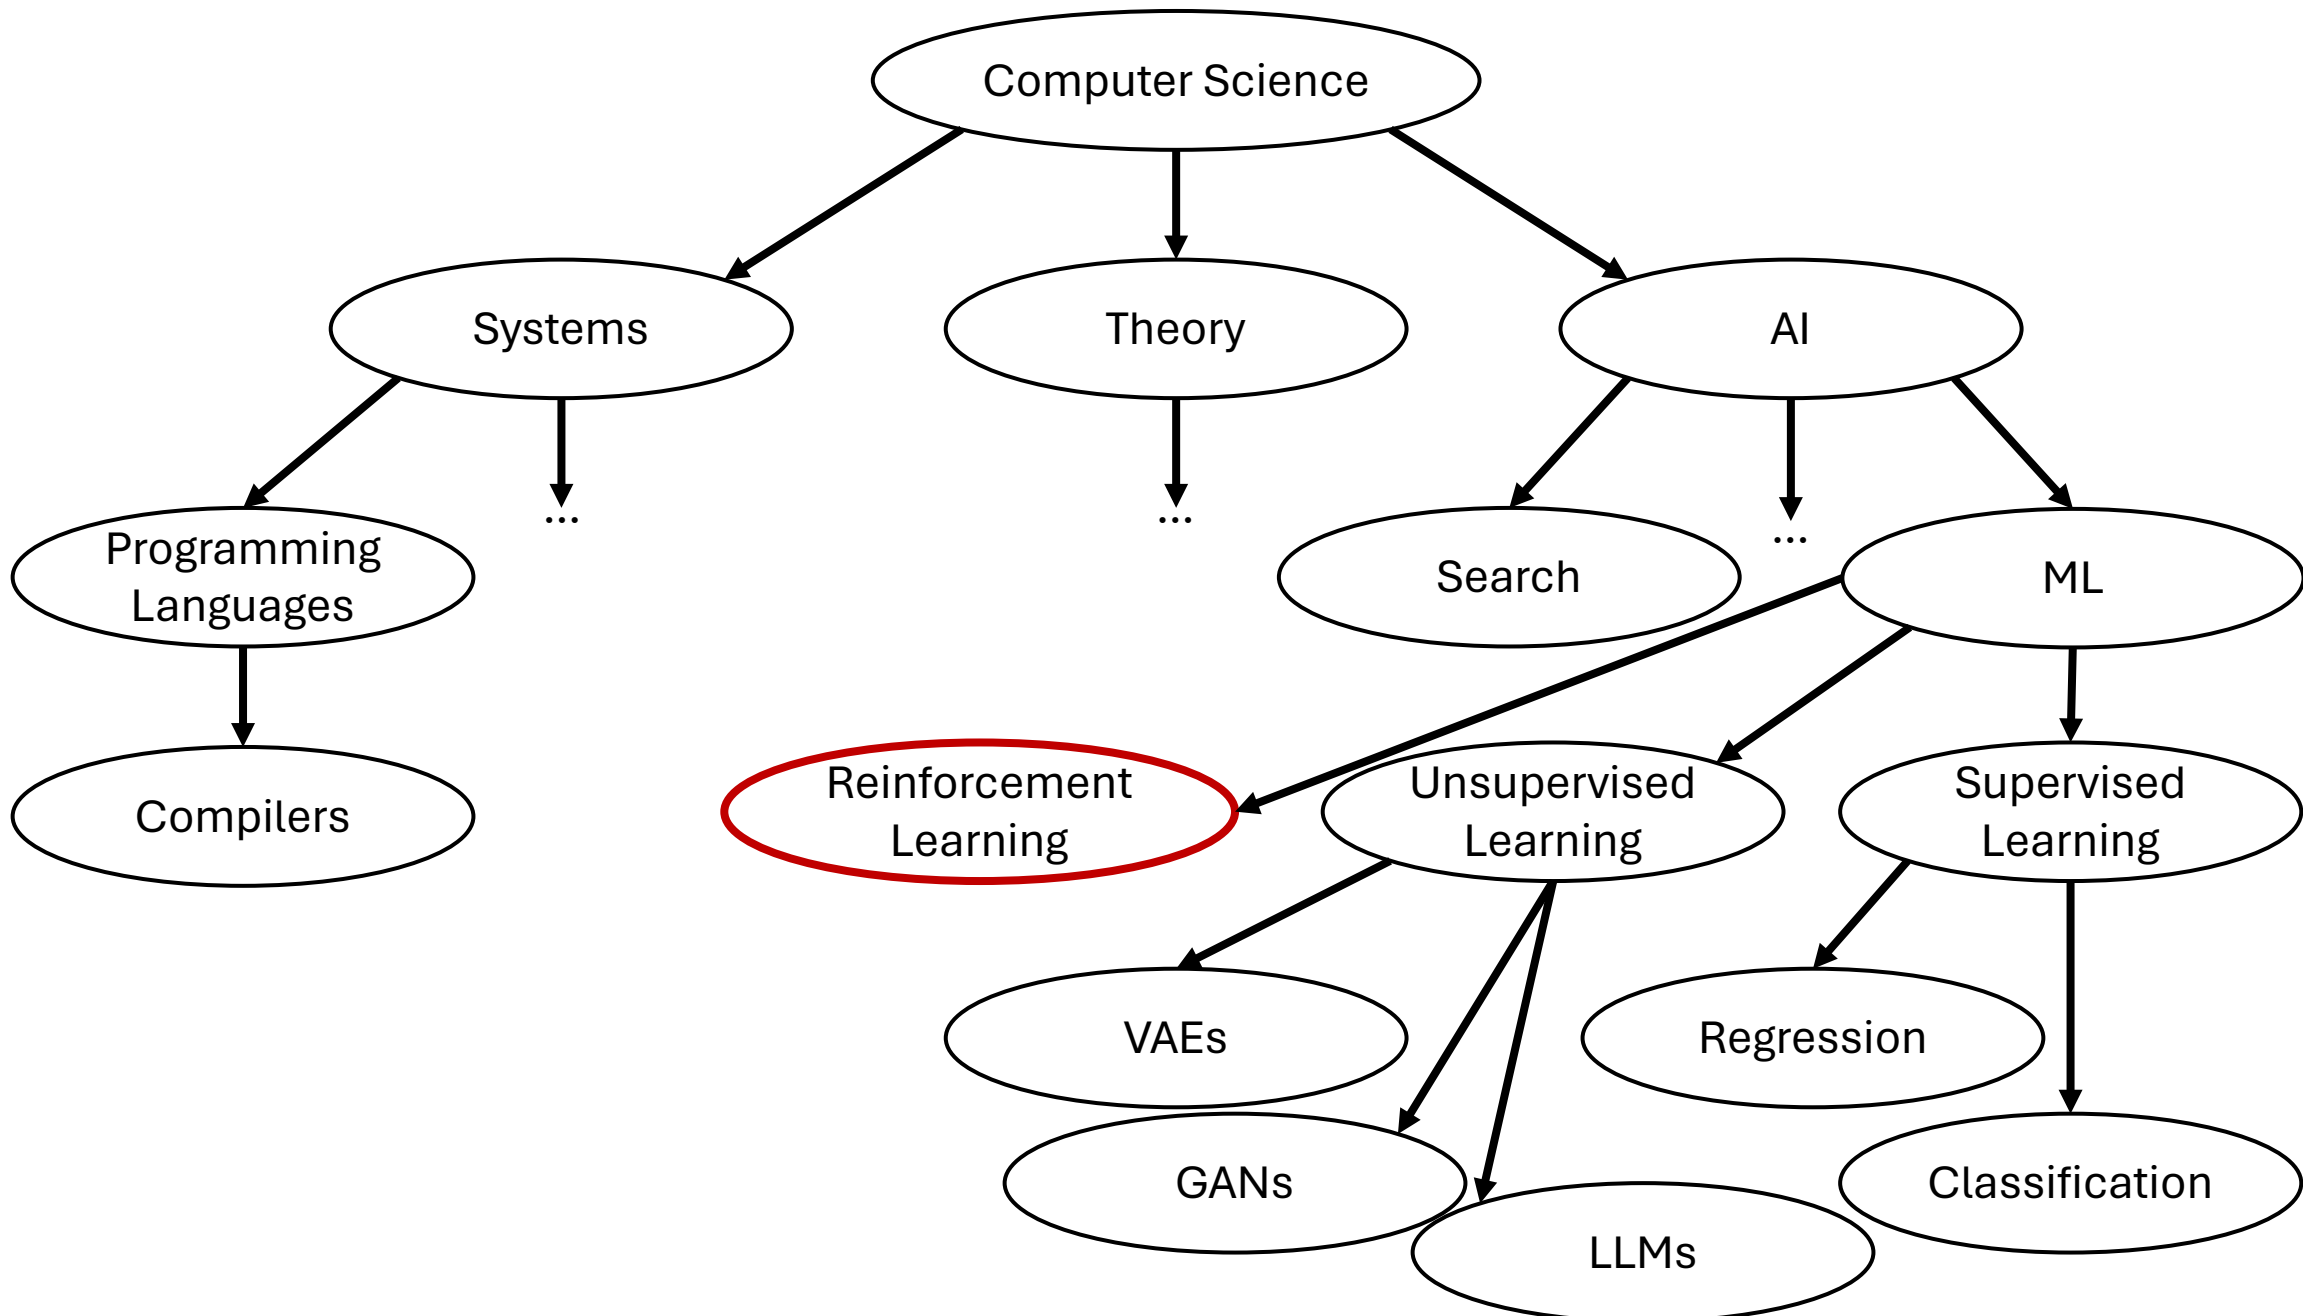 Computer Science
Systems
Theory
AI
Programming
Languages
...
...
Search
...
ML
Compilers
Reinforcement
Learning
Unsupervised
Learning
Supervised
Learning
VAEs
Regression
GANs
Classification
LLMs